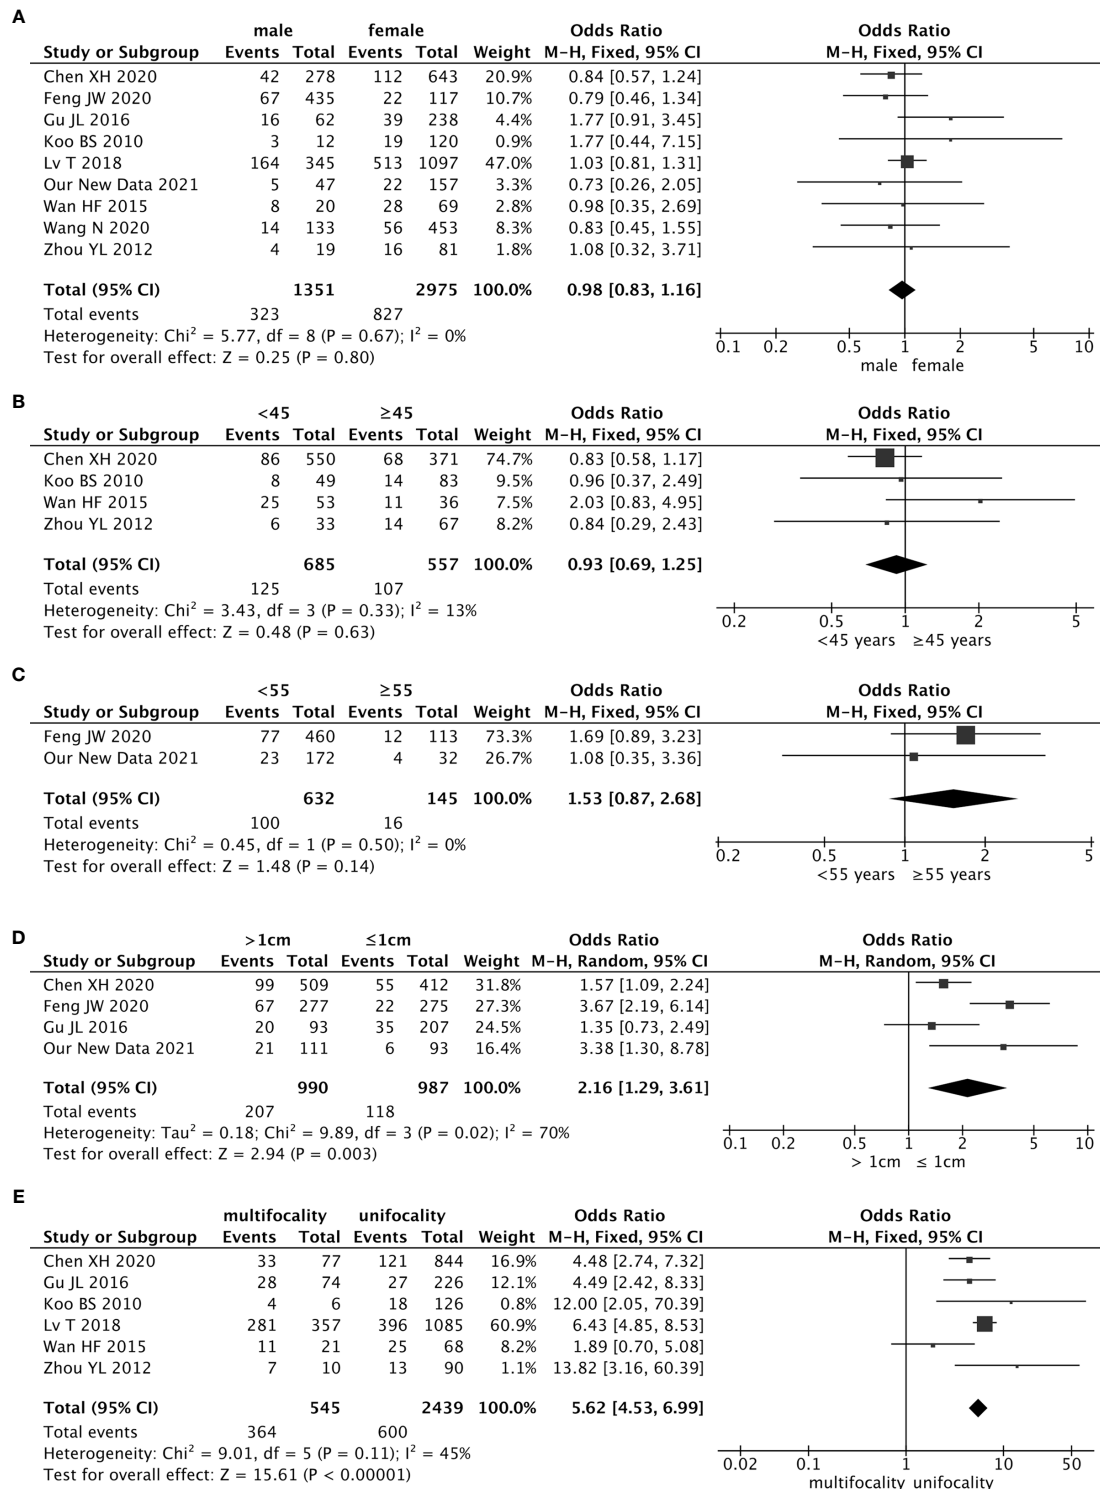 A
male female Odds Ratio Odds Ratio
Study or Subgroup Events Total Events Total Weight M-H, Fixed, 95% CI M-H, Fixed, 95% CI
Chen XH 2020 42 278 112 643 20.9% 0.84 [0.57, 1.24]
Feng JW 2020 67 435 22 117 10.7% 0.79 [0.46, 1.34]
Gu JL 2016 16 62 39 238 4.4% 1.77 [0.91, 3.45]
Koo BS 2010 3 12 19 120 0.9% 1.77 [0.44, 7.15]
Lv T 2018 164 345 513 1097 47.0% 1.03 [0.81, 1.31]
Our New Data 2021 5 47 22 157 3.3% 0.73 [0.26, 2.05]
Wan HF 2015 8 20 28 69 2.8% 0.98 [0.35, 2.69]
Wang N 2020 14 133 56 453 8.3% 0.83 [0.45, 1.55]
Zhou YL 2012 4 19 16 81 1.8% 1.08 [0.32, 3.71]
Total (95% CI) 1351 2975 100.0% 0.98 [0.83, 1.16]
Total events 323 827
Heterogeneity: Chi² = 5.77, df = 8 (P = 0.67); I² = 0%
Test for overall effect: Z = 0.25 (P = 0.80)
0.1 0.2 0.5 1 2 5 10
male female
B
<45 ≥45 Odds Ratio Odds Ratio
Study or Subgroup Events Total Events Total Weight M-H, Fixed, 95% CI M-H, Fixed, 95% CI
Chen XH 2020 86 550 68 371 74.7% 0.83 [0.58, 1.17]
Koo BS 2010 8 49 14 83 9.5% 0.96 [0.37, 2.49]
Wan HF 2015 25 53 11 36 7.5% 2.03 [0.83, 4.95]
Zhou YL 2012 6 33 14 67 8.2% 0.84 [0.29, 2.43]
Total (95% CI) 685 557 100.0% 0.93 [0.69, 1.25]
Total events 125 107
Heterogeneity: Chi² = 3.43, df = 3 (P = 0.33); I² = 13%
Test for overall effect: Z = 0.48 (P = 0.63)
0.2 0.5 1 2 5
<45 years ≥45 years
C
<55 ≥55 Odds Ratio Odds Ratio
Study or Subgroup Events Total Events Total Weight M-H, Fixed, 95% CI M-H, Fixed, 95% CI
Feng JW 2020 77 460 12 113 73.3% 1.69 [0.89, 3.23]
Our New Data 2021 23 172 4 32 26.7% 1.08 [0.35, 3.36]
Total (95% CI) 632 145 100.0% 1.53 [0.87, 2.68]
Total events 100 16
Heterogeneity: Chi² = 0.45, df = 1 (P = 0.50); I² = 0%
Test for overall effect: Z = 1.48 (P = 0.14)
0.2 0.5 1 2 5
<55 years ≥55 years
D
>1cm ≤1cm Odds Ratio Odds Ratio
Study or Subgroup Events Total Events Total Weight M-H, Random, 95% CI M-H, Random, 95% CI
Chen XH 2020 99 509 55 412 31.8% 1.57 [1.09, 2.24]
Feng JW 2020 67 277 22 275 27.3% 3.67 [2.19, 6.14]
Gu JL 2016 20 93 35 207 24.5% 1.35 [0.73, 2.49]
Our New Data 2021 21 111 6 93 16.4% 3.38 [1.30, 8.78]
Total (95% CI) 990 987 100.0% 2.16 [1.29, 3.61]
Total events 207 118
Heterogeneity: Tau² = 0.18; Chi² = 9.89, df = 3 (P = 0.02); I² = 70%
Test for overall effect: Z = 2.94 (P = 0.003)
0.1 0.2 0.5 1 2 5 10
> 1cm ≤ 1cm
E
multifocality unifocality Odds Ratio Odds Ratio
Study or Subgroup Events Total Events Total Weight M-H, Fixed, 95% CI M-H, Fixed, 95% CI
Chen XH 2020 33 77 121 844 16.9% 4.48 [2.74, 7.32]
Gu JL 2016 28 74 27 226 12.1% 4.49 [2.42, 8.33]
Koo BS 2010 4 6 18 126 0.8% 12.00 [2.05, 70.39]
Lv T 2018 281 357 396 1085 60.9% 6.43 [4.85, 8.53]
Wan HF 2015 11 21 25 68 8.2% 1.89 [0.70, 5.08]
Zhou YL 2012 7 10 13 90 1.1% 13.82 [3.16, 60.39]
Total (95% CI) 545 2439 100.0% 5.62 [4.53, 6.99]
Total events 364 600
Heterogeneity: Chi² = 9.01, df = 5 (P = 0.11); I² = 45%
Test for overall effect: Z = 15.61 (P < 0.00001)
0.02 0.1 1 10 50
multifocality unifocality